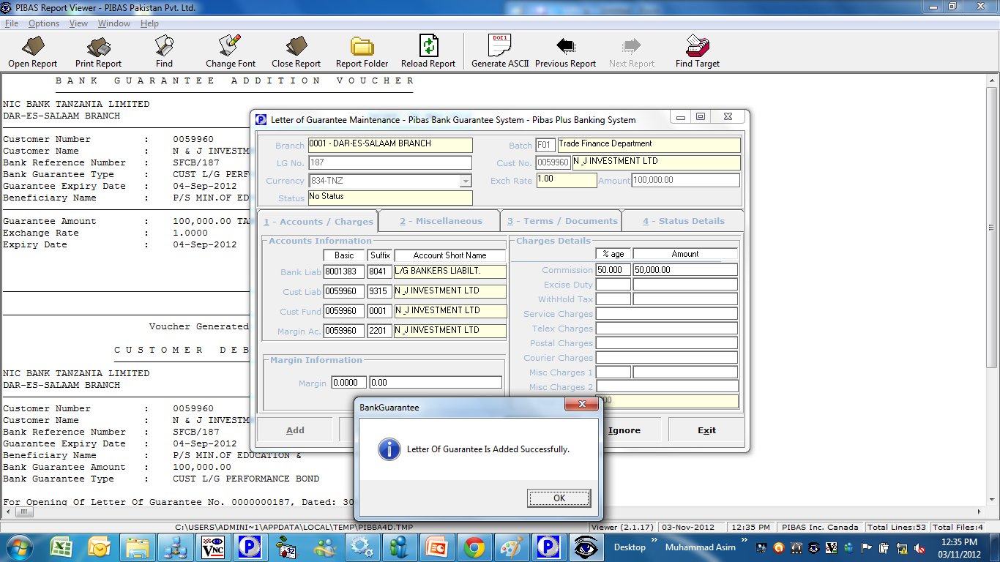 PIBAS Report Viewer - PIBAS Pakistan Pvt. Ltd.
File Options View Window Help
Open Report Print Report Find Change Font Close Report Report Folder Reload Report Generate ASCII Previous Report Next Report Find Target
B A N K G U A R A N T E E A D D I T I O N V O U C H E R
NIC BANK TANZANIA LIMITED
DAR-ES-SALAAM BRANCH
Customer Number : 0059960
Customer Name : N & J INVESTM
Bank Reference Number : SFCB/187
Bank Guarantee Type : CUST L/G PERF
Guarantee Expiry Date : 04-Sep-2012
Beneficiary Name : P/S MIN.OF EDU
Guarantee Amount : 100,000.00 TA
Exchange Rate : 1.0000
Expiry Date : 04-Sep-2012
Voucher Generated
C U S T O M E R D E B
NIC BANK TANZANIA LIMITED
DAR-ES-SALAAM BRANCH
Customer Number : 0059960
Customer Name : N & J INVESTM
Bank Reference Number : SFCB/187
Guarantee Expiry Date : 04-Sep-2012
Beneficiary Name : P/S MIN.OF EDUCATION &
Bank Guarantee Amount : 100,000.00
Bank Guarantee Type : CUST L/G PERFORMANCE BOND
For Opening Of Letter Of Guarantee No. 0000000187, Dated: 30
Letter of Guarantee Maintenance - Pibas Bank Guarantee System - Pibas Plus Banking System
Branch 0001 - DAR-ES-SALAAM BRANCH Batch F01 Trade Finance Department
LG No. 187 Cust No. 0059960 N _J INVESTMENT LTD
Currency 834-TNZ Exch Rate 1.00 Amount 100,000.00
Status No Status
1 - Accounts / Charges 2 - Miscellaneous 3 - Terms / Documents 4 - Status Details
Accounts Information
Basic Suffix Account Short Name
Bank Liab 8001383 8041 L/G BANKERS LIABILT.
Cust Liab 0059960 9315 N _J INVESTMENT LTD
Cust Fund 0059960 0001 N _J INVESTMENT LTD
Margin Ac. 0059960 2201 N _J INVESTMENT LTD
Margin Information
Margin 0.0000 0.00
Charges Details
% age Amount
Commission 50.000 50,000.00
Excise Duty
WithHold Tax
Service Charges
Telex Charges
Postal Charges
Courier Charges
Misc Charges 1
Misc Charges 2
Add Ignore Exit
BankGuarantee
Letter Of Guarantee Is Added Successfully.
OK
C:\USERS\ADMINI~1\APPDATA\LOCAL\TEMP\PIBBA4D.TMP Viewer (2.1.17) 03-Nov-2012 12:35 PM PIBAS Inc. Canada Total Lines:53 Total Files:4
Desktop » Muhammad Asim » 12:35 PM
03/11/2012